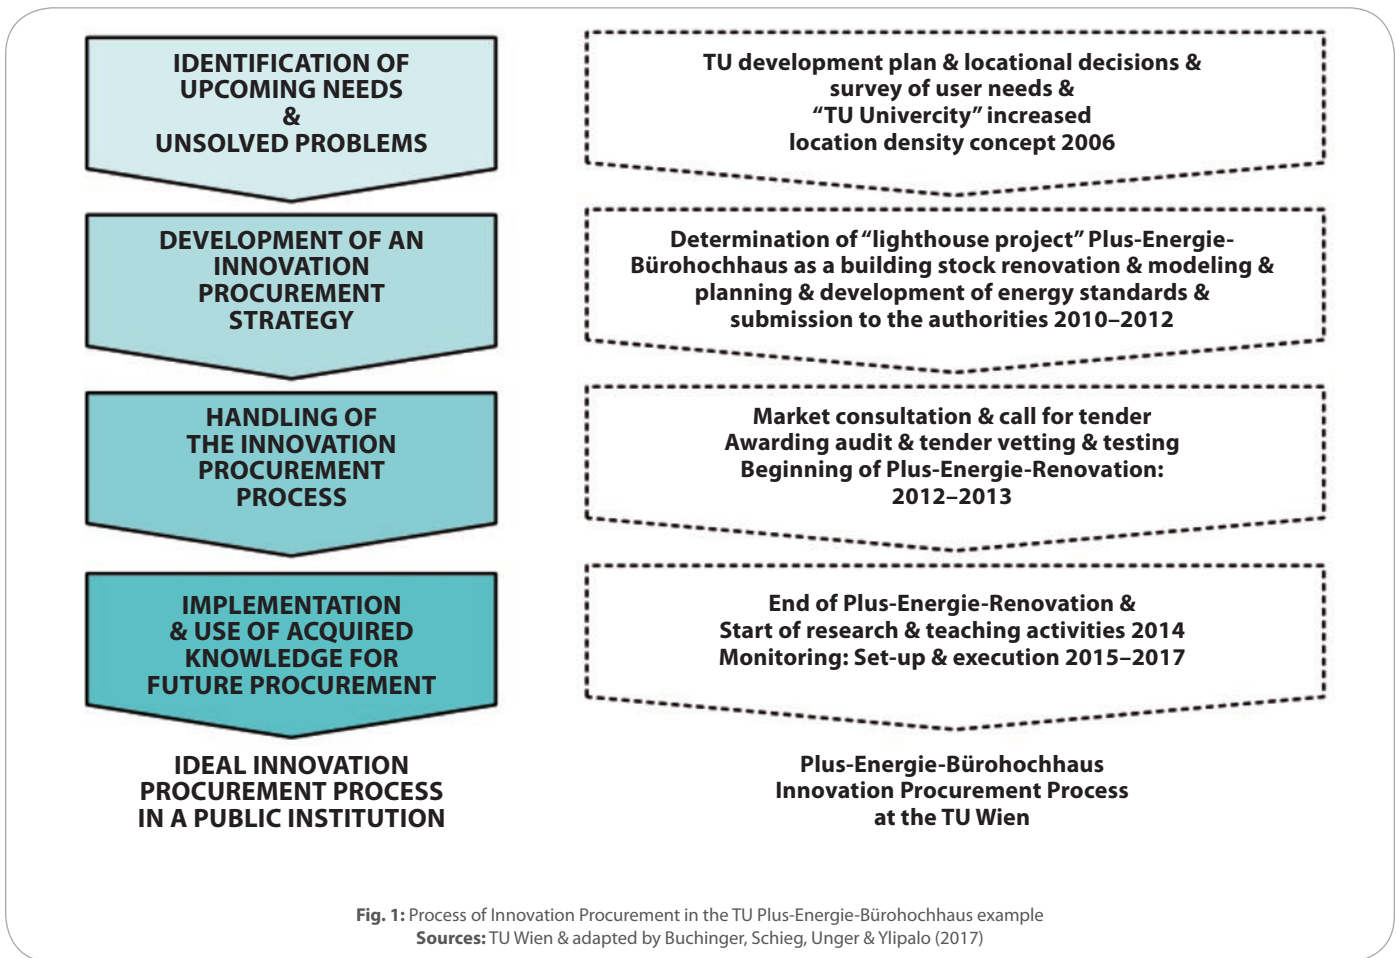 IDENTIFICATION OF
UPCOMING NEEDS
&
UNSOLVED PROBLEMS
TU development plan & locational decisions &
survey of user needs &
“TU Univercity” increased
location density concept 2006
DEVELOPMENT OF AN
INNOVATION
PROCUREMENT
STRATEGY
Determination of “lighthouse project” Plus-Energie-
Bürohochhaus as a building stock renovation & modeling &
planning & development of energy standards &
submission to the authorities 2010–2012
HANDLING OF
THE INNOVATION
PROCUREMENT
PROCESS
Market consultation & call for tender
Awarding audit & tender vetting & testing
Beginning of Plus-Energie-Renovation:
2012–2013
IMPLEMENTATION
& USE OF ACQUIRED
KNOWLEDGE FOR
FUTURE PROCUREMENT
End of Plus-Energie-Renovation &
Start of research & teaching activities 2014
Monitoring: Set-up & execution 2015–2017
IDEAL INNOVATION
PROCUREMENT PROCESS
IN A PUBLIC INSTITUTION
Plus-Energie-Bürohochhaus
Innovation Procurement Process
at the TU Wien
Fig. 1: Process of Innovation Procurement in the TU Plus-Energie-Bürohochhaus example
Sources: TU Wien & adapted by Buchinger, Schieg, Unger & Ylipalo (2017)